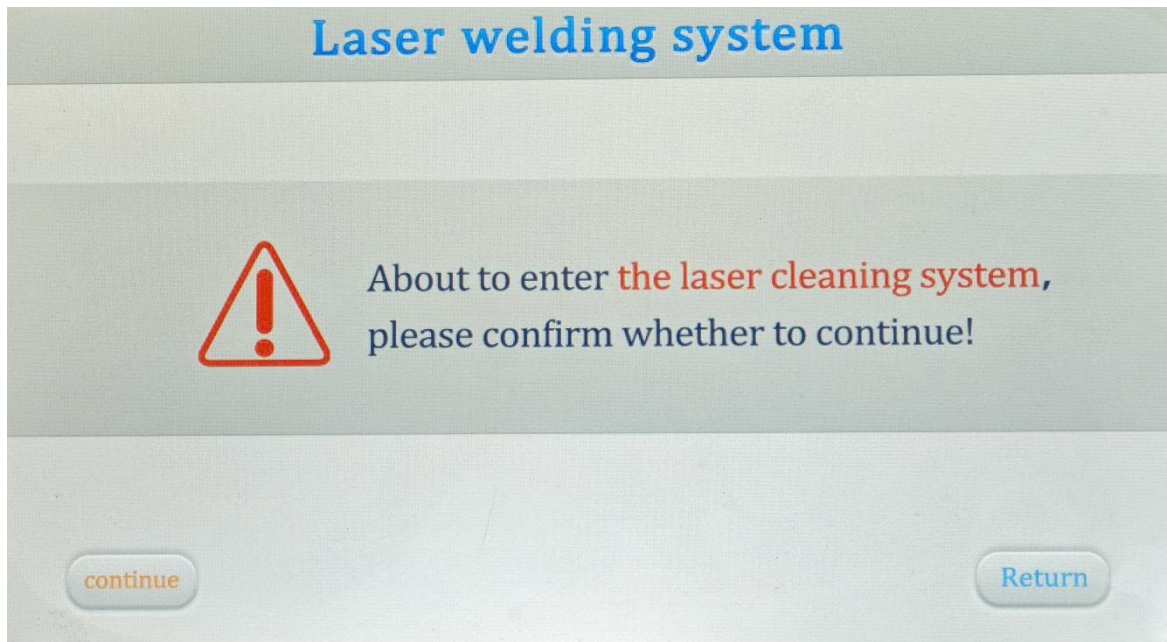 Laser welding system
About to enter the laser cleaning system,
please confirm whether to continue!
continue
Return